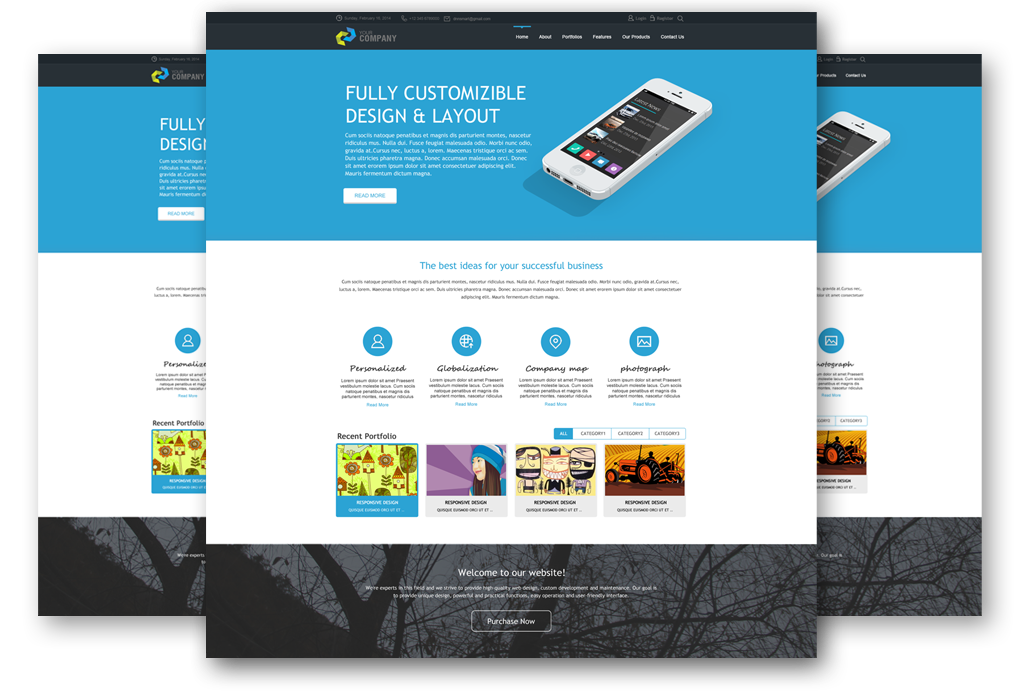 Sunday, February 16, 2014
Login
Register
YOUR
COMPANY
Home
About
Portfolios
Features
Our Products
Contact Us
FULLY CUSTOMIZIBLE
DESIGN & LAYOUT
Cum sociis natoque penatibus et magnis dis parturient montes, nascetur
ridiculus mus. Nulla dui. Fusce feugiat malesuada odio. Morbi nunc odio,
gravida at.Cursus nec, luctus a, lorem. Maecenas tristique orci ac sem.
Duis ultricies pharetra magna. Donec accumsan malesuada orci. Donec
sit amet erorem ipsum dolor sit amet consectetuer adipiscing elit.
Mauris fermentum dictum magna.
READ MORE
Latest News
The best ideas for your successful business
Cum sociis natoque penatibus et magnis dis parturient montes, nascetur ridiculus mus. Nulla dui. Fusce feugiat malesuada odio. Morbi nunc odio, gravida at.Cursus nec,
luctus a, lorem. Maecenas tristique orci ac sem. Duis ultricies pharetra magna. Donec accumsan malesuada orci. Donec sit amet erorem ipsum dolor sit amet consectetuer
adipiscing elit. Mauris fermentum dictum magna.
Personalized
Lorem ipsum dolor sit amet Praesent
vestibulum molestie lacus. Cum sociis
natoque penatibus et magnis dis
parturient montes, nascetur ridiculus
Read More
Globalization
Lorem ipsum dolor sit amet Praesent
vestibulum molestie lacus. Cum sociis
natoque penatibus et magnis dis
parturient montes, nascetur ridiculus
Read More
Company map
Lorem ipsum dolor sit amet Praesent
vestibulum molestie lacus. Cum sociis
natoque penatibus et magnis dis
parturient montes, nascetur ridiculus
Read More
photograph
Lorem ipsum dolor sit amet Praesent
vestibulum molestie lacus. Cum sociis
natoque penatibus et magnis dis
parturient montes, nascetur ridiculus
Read More
Recent Portfolio
ALL
CATEGORY1
CATEGORY2
CATEGORY3
RESPONSIVE DESIGN
QUISQUE EUISMOD ORCI UT ET ..
RESPONSIVE DESIGN
QUISQUE EUISMOD ORCI UT ET ..
RESPONSIVE DESIGN
QUISQUE EUISMOD ORCI UT ET ..
RESPONSIVE DESIGN
QUISQUE EUISMOD ORCI UT ET ..
Welcome to our website!
We're experts in this field and we strive to provide high quality web design, custom development and maintenance. Our goal is
to provide unique design, powerful and practical functions, easy operation and user-friendly interface.
Purchase Now